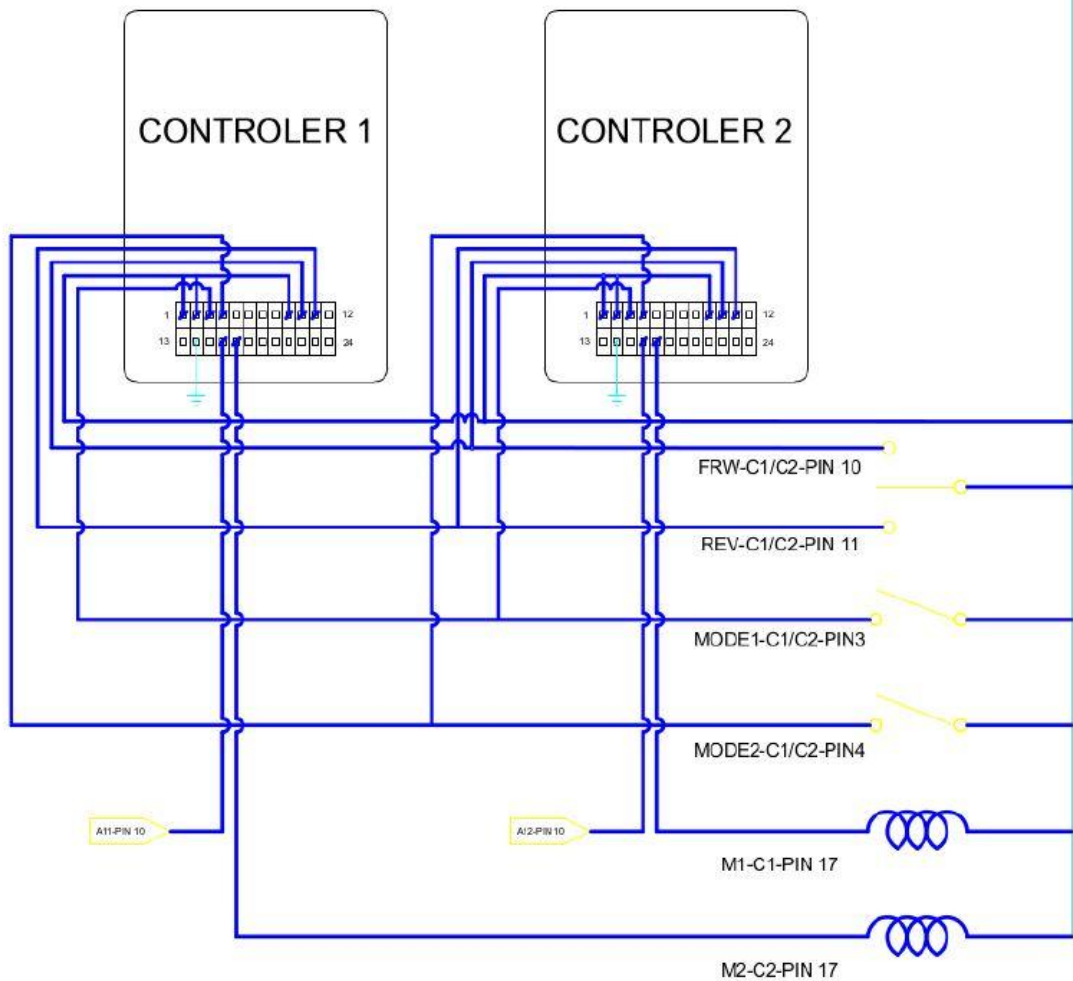 CONTROLER 1
CONTROLER 2
1
12
1
12
13
24
13
24
FRW-C1/C2-PIN 10
REV-C1/C2-PIN 11
MODE1-C1/C2-PIN3
MODE2-C1/C2-PIN4
A11-PIN 10
A12-PIN 10
M1-C1-PIN 17
M2-C2-PIN 17